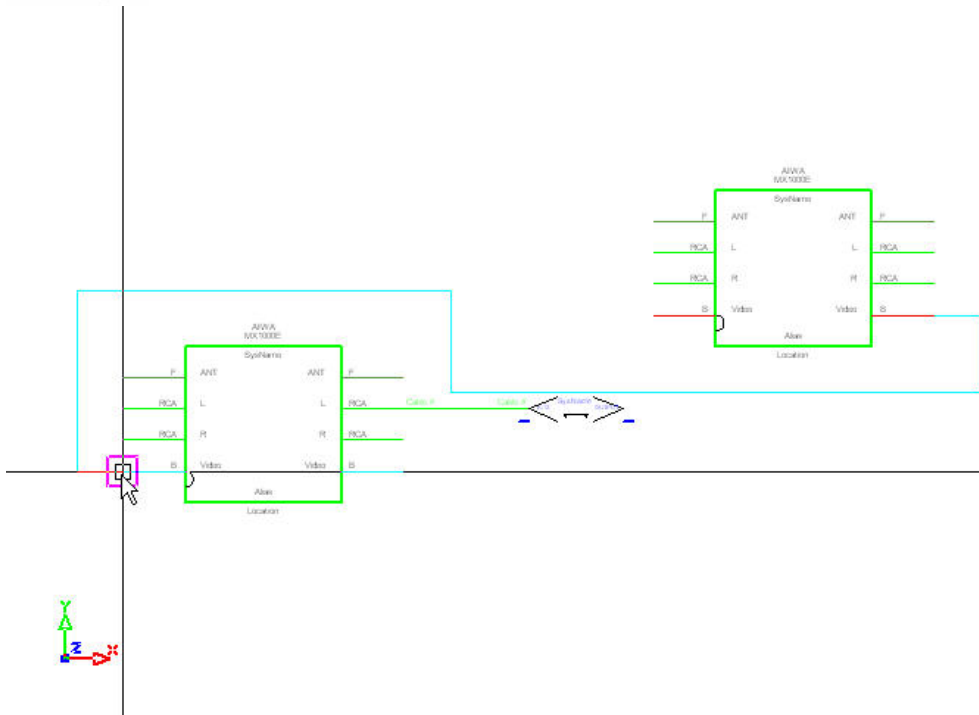 AIWA
MX1000E
SysName
F ANT ANT F
RCA L L RCA
RCA R R RCA
B Video Video B
Alias
Location
AIWA
MX1000E
SysName
F ANT ANT F
RCA L L RCA
Cable # Cable #
SysName
RCA R R RCA
B Video Video B
Alias
Location
Y
Z X